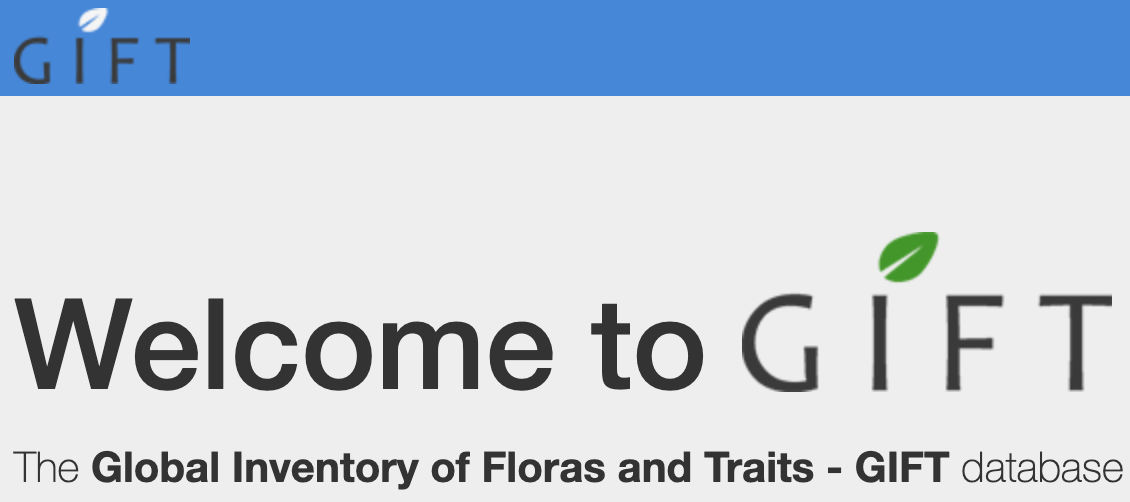 GIFT
Welcome to GIFT
The Global Inventory of Floras and Traits - GIFT database